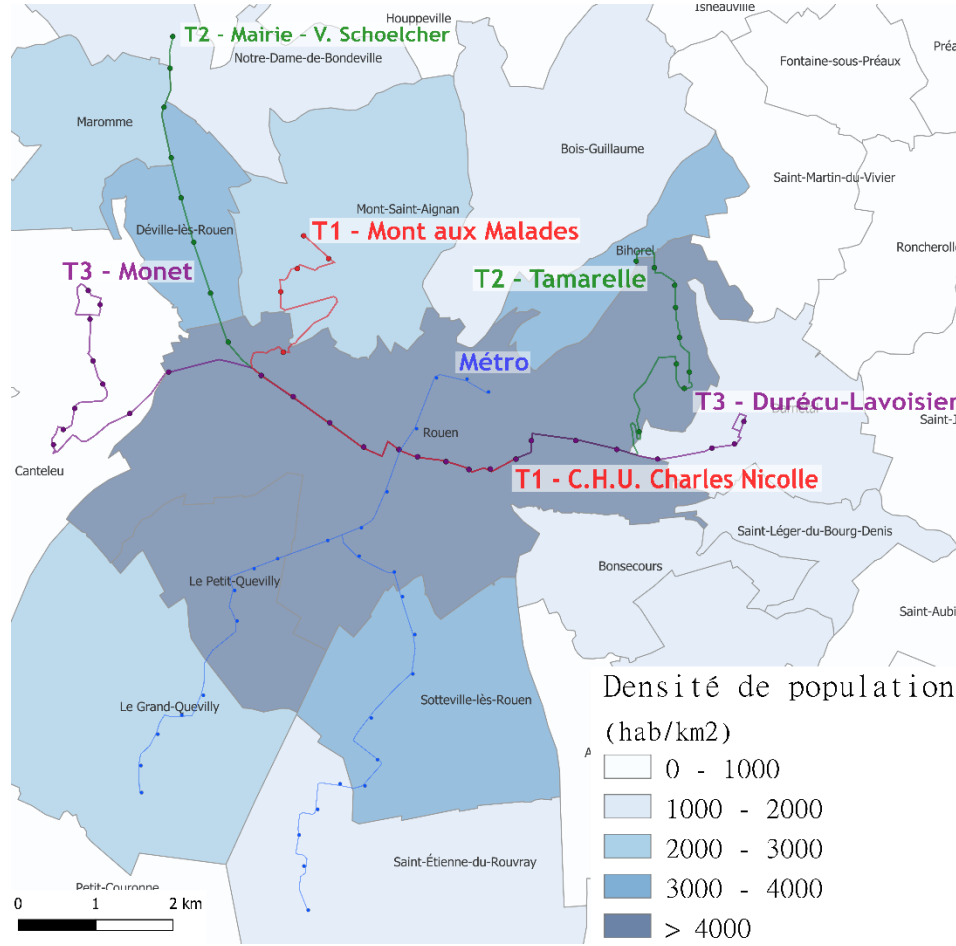 Isneauville
Houppeville
T2 - Mairie - V. Schoelcher
Notre-Dame-de-Bondeville
Fontaine-sous-Préaux
Maromme
Bois-Guillaume
Saint-Martin-du-Vivier
Mont-Saint-Aignan
Déville-lès-Rouen
T1 - Mont aux Malades
Roncherolle
Bihorel
T3 - Monet
T2 - Tamarelle
Métro
T3 - Durécu-Lavoisier
Rouen
Canteleu
T1 - C.H.U. Charles Nicolle
Saint-Léger-du-Bourg-Denis
Bonsecours
Le Petit-Quevilly
Saint-Aubi
Densité de population
(hab/km2)
Le Grand-Quevilly
Sotteville-lès-Rouen
0 - 1000
1000 - 2000
2000 - 3000
Saint-Étienne-du-Rouvray
3000 - 4000
Petit-Couronne
> 4000
0 1 2 km